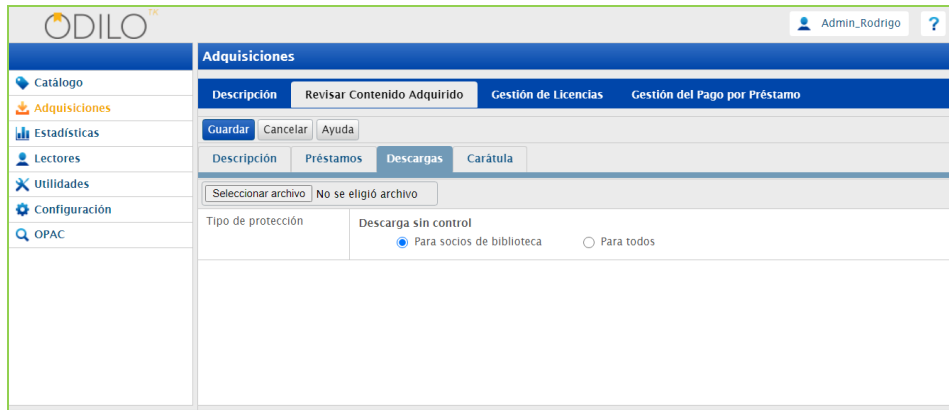 ODILO TK
Admin_Rodrigo ?
Adquisiciones
Catálogo
Adquisiciones
Estadísticas
Lectores
Utilidades
Configuración
OPAC
Descripción Revisar Contenido Adquirido Gestión de Licencias Gestión del Pago por Préstamo
Guardar Cancelar Ayuda
Descripción Préstamos Descargas Carátula
Seleccionar archivo No se eligió archivo
Tipo de protección Descarga sin control
Para socios de biblioteca Para todos